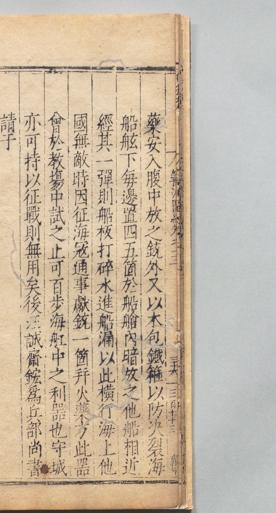 藥安入腹中放之銃外又以木包鐵箍以防決裂海
船舷下每邊置四五箇於船艙內暗放之他船相近
經其一彈則船板打碎水進船漏以此橫行海上他
國無敵時因征海寇通事獻銃一箇并火藥方此器
曾於教場中試之止可百步海船中之利器也守城
亦可持以征戰則無用矣後汪誠齋鋐為兵部尚書
請于